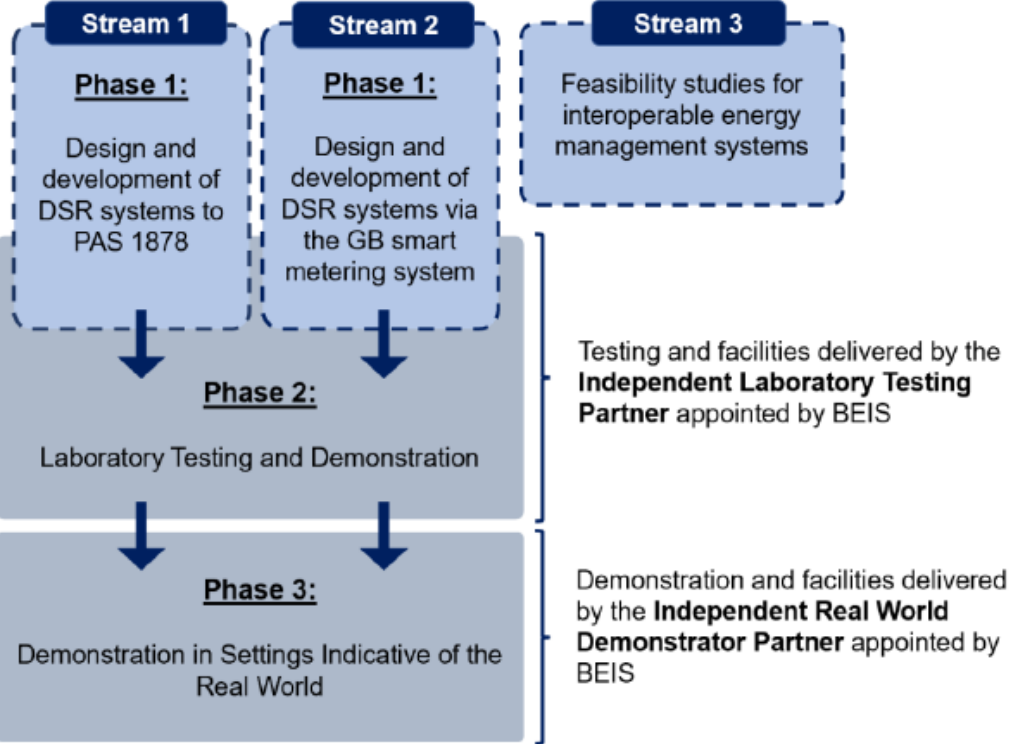 Stream 1
Phase 1:
Design and
development of
DSR systems to
PAS 1878
Stream 2
Phase 1:
Design and
development of
DSR systems via
the GB smart
metering system
Stream 3
Feasibility studies for
interoperable energy
management systems
Phase 2:
Laboratory Testing and Demonstration
Testing and facilities delivered by the
Independent Laboratory Testing
Partner appointed by BEIS
Phase 3:
Demonstration in Settings Indicative of the
Real World
Demonstration and facilities delivered
by the Independent Real World
Demonstrator Partner appointed by
BEIS